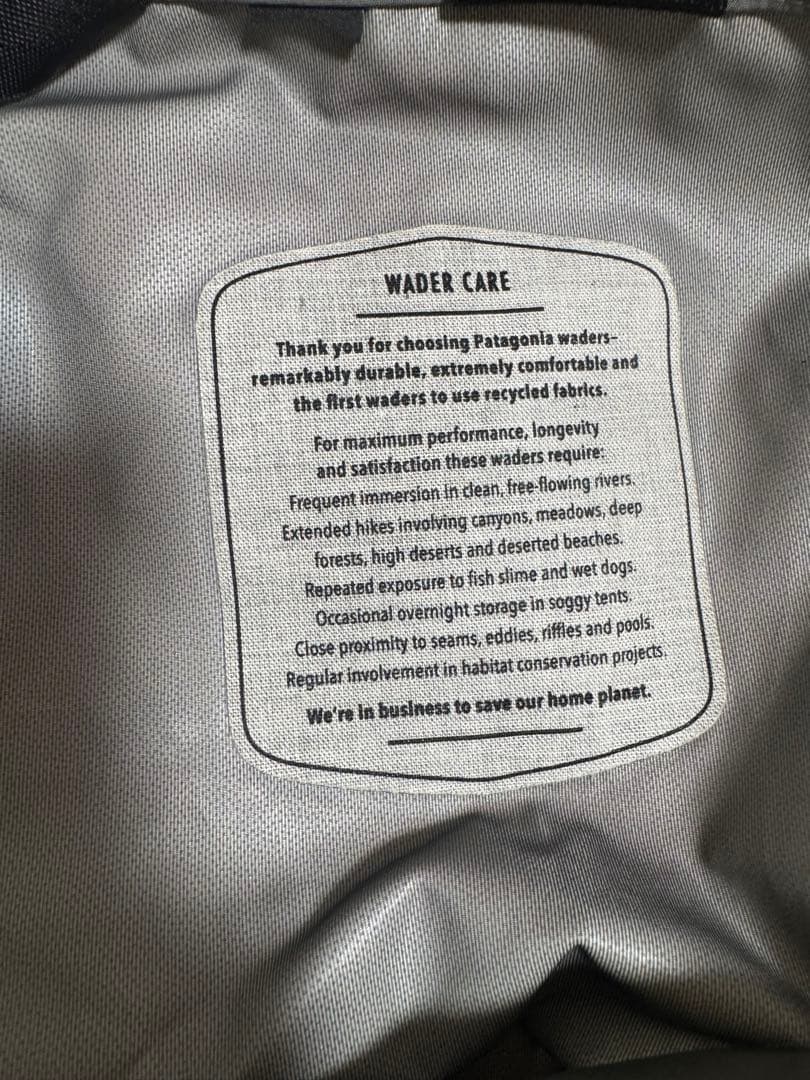 WADER CARE
Thank you for choosing Patagonia waders-
remarkably durable, extremely comfortable and
the first waders to use recycled fabrics.
For maximum performance, longevity
and satisfaction these waders require:
Frequent immersion in clean, free-flowing rivers.
Extended hikes involving canyons, meadows, deep
forests, high deserts and deserted beaches.
Repeated exposure to fish slime and wet dogs.
Occasional overnight storage in soggy tents.
Close proximity to seams, eddies, riffles and pools.
Regular involvement in habitat conservation projects.
We're in business to save our home planet.